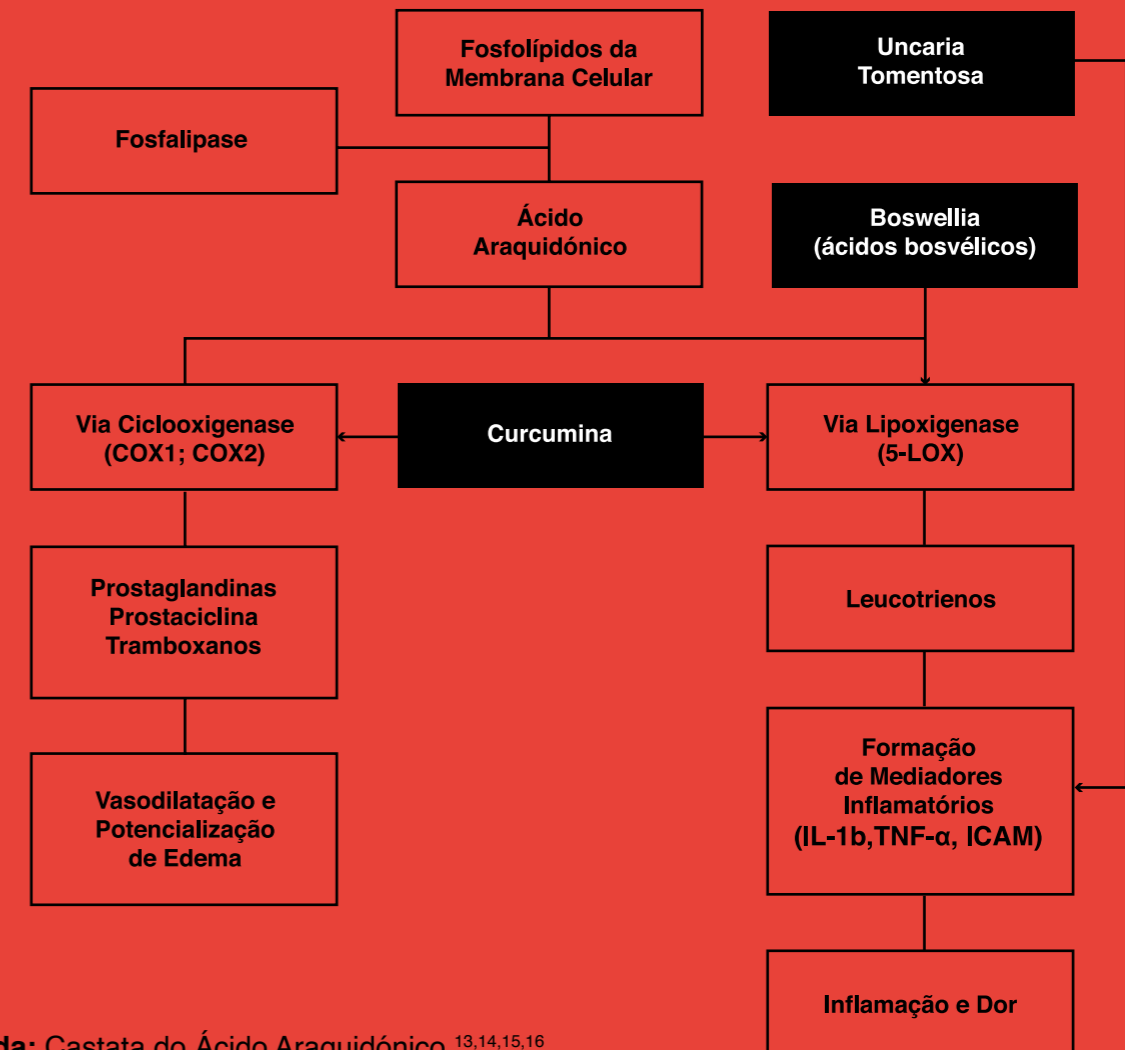 Fosfolípidos da
Membrana Celular
Uncaria
Tomentosa
Fosfalipase
Ácido
Araquidónico
Boswellia
(ácidos bosvélicos)
Via Ciclooxigenase
(COX1; COX2)
Curcumina
Via Lipoxigenase
(5-LOX)
Prostaglandinas
Prostaciclina
Tramboxanos
Leucotrienos
Vasodilatação e
Potencialização
de Edema
Formação
de Mediadores
Inflamatórios
(IL-1b,TNF-α, ICAM)
Inflamação e Dor
da: Castata do Ácido Araquidónico 13,14,15,16